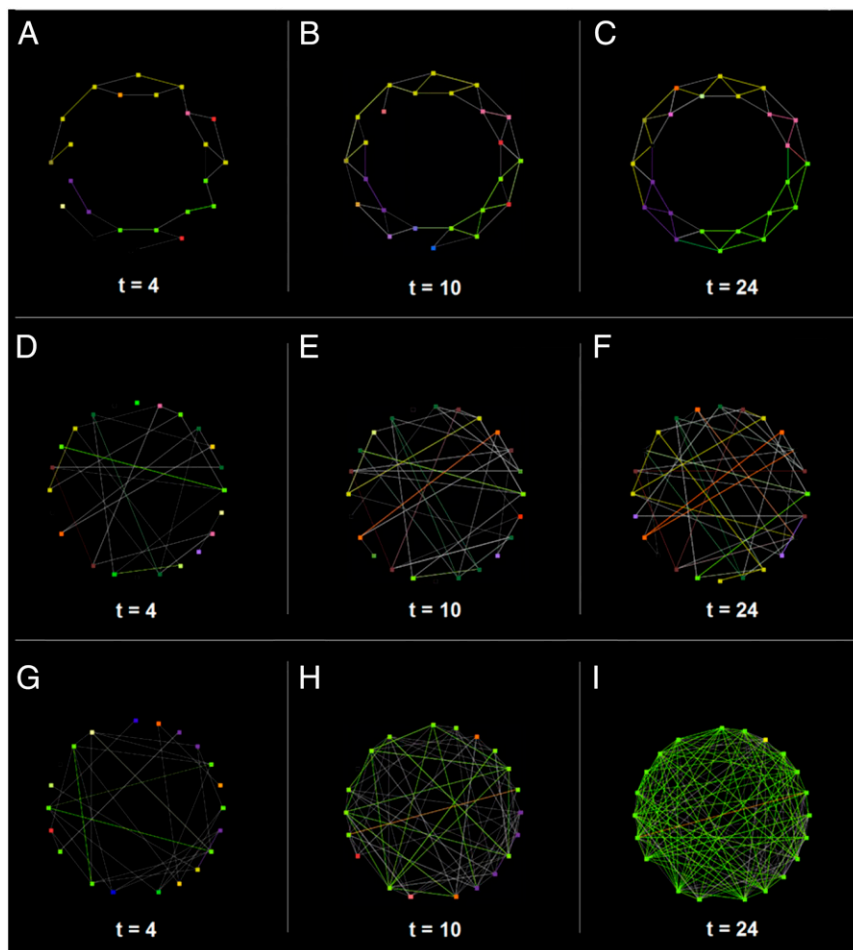 A B C
t = 4 t = 10 t = 24
D E F
t = 4 t = 10 t = 24
G H I
t = 4 t = 10 t = 24